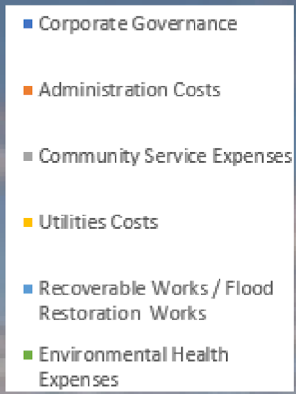 Corporate Governance
Administration Costs
Community Service Expenses
Utilities Costs
Recoverable Works / Flood
Restoration Works
Environmental Health
Expenses